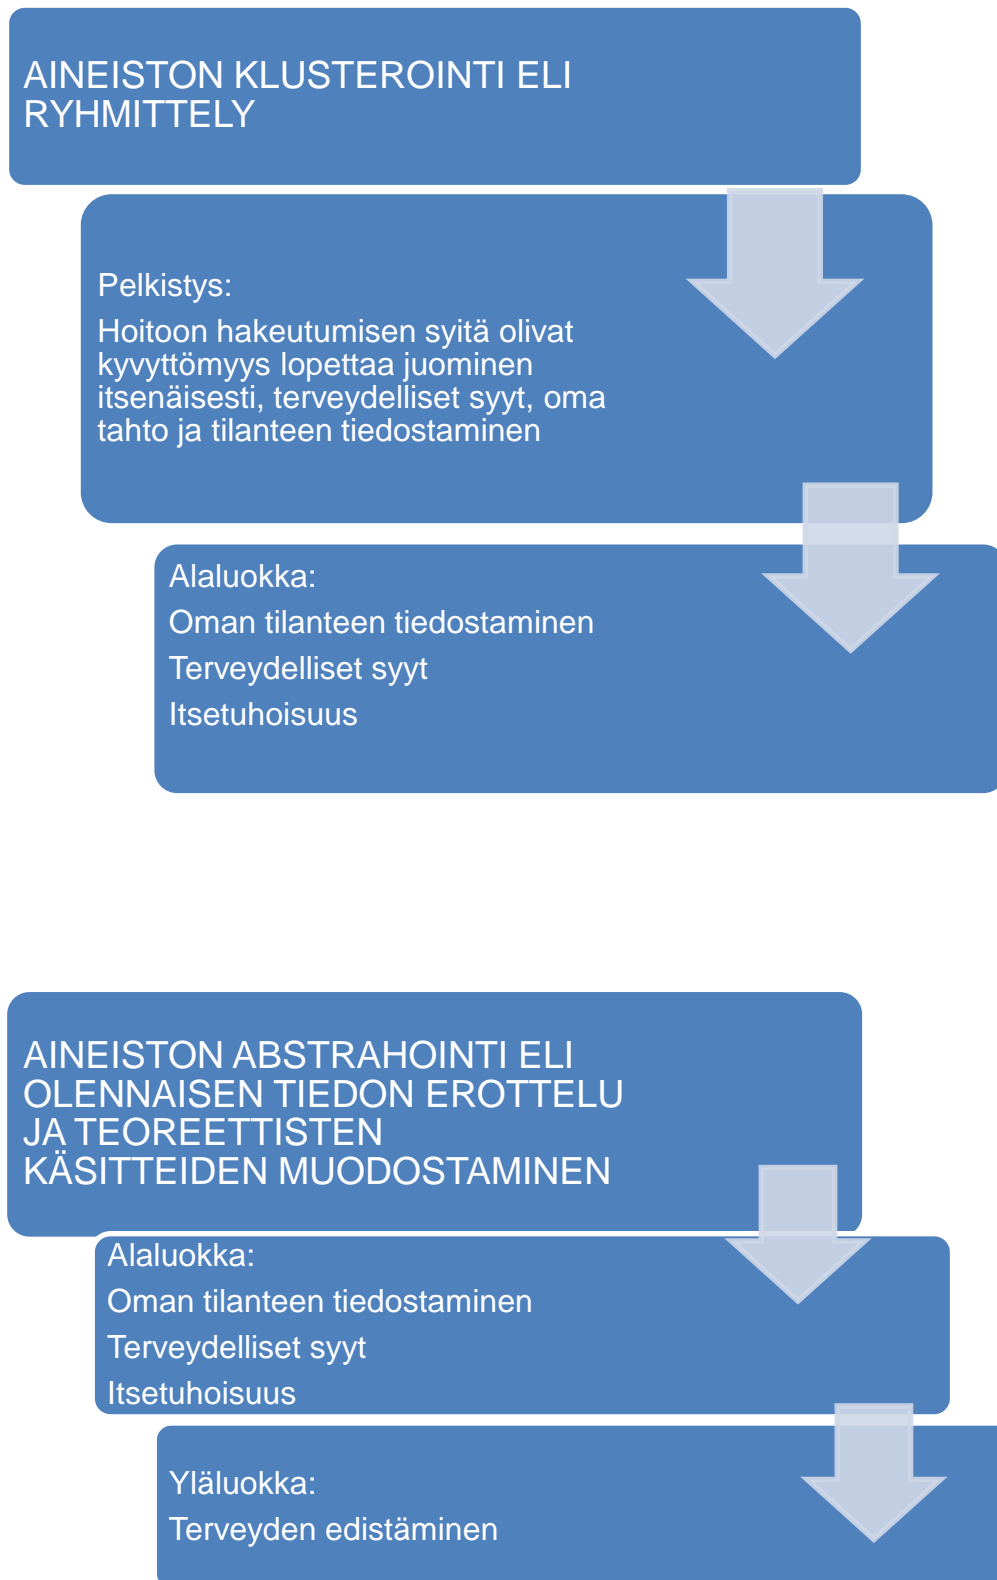 AINEISTON KLUSTEROINTI ELI
RYHMITTELY
Pelkistys:
Hoitoon hakeutumisen syitä olivat
kyvyttömyys lopettaa juominen
itsenäisesti, terveydelliset syyt, oma
tahto ja tilanteen tiedostaminen
Alaluokka:
Oman tilanteen tiedostaminen
Terveydelliset syyt
Itsetuhoisuus
AINEISTON ABSTRAHOINTI ELI
OLENNAISEN TIEDON EROTTELU
JA TEOREETTISTEN
KÄSITTEIDEN MUODOSTAMINEN
Alaluokka:
Oman tilanteen tiedostaminen
Terveydelliset syyt
Itsetuhoisuus
Yläluokka:
Terveyden edistäminen